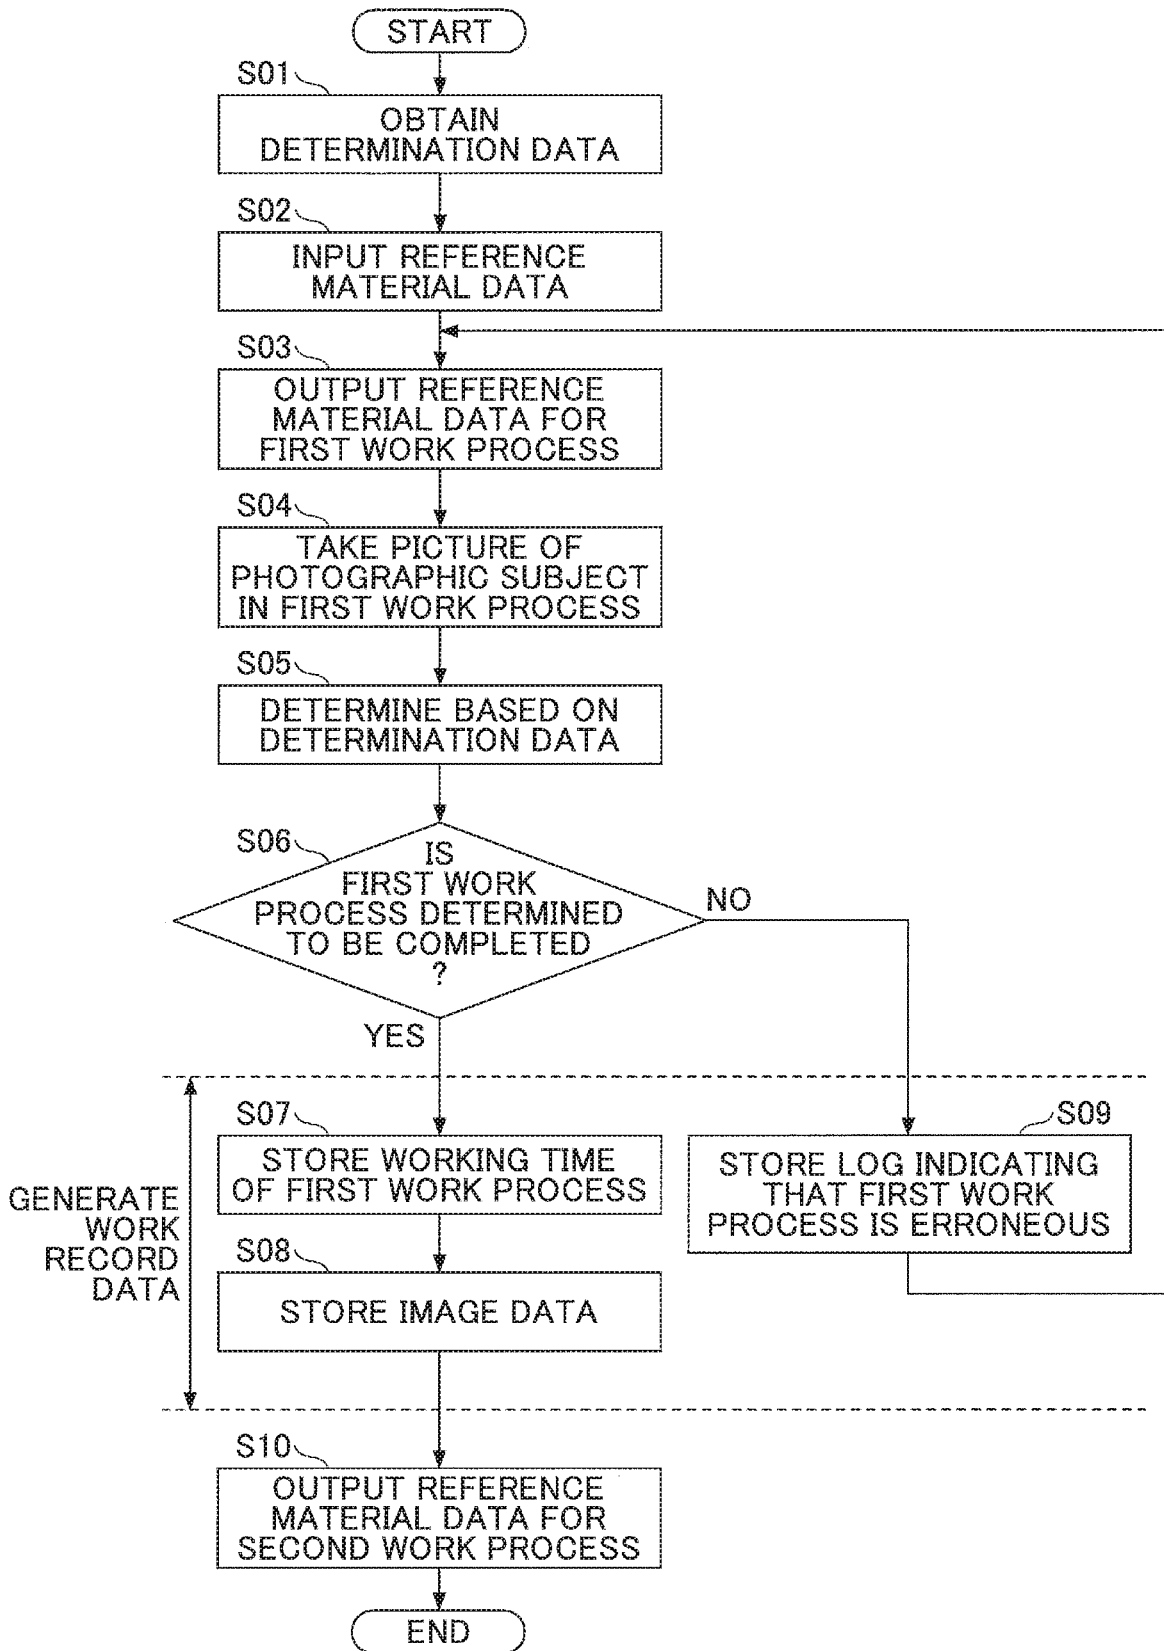 START
S01
OBTAIN
DETERMINATION DATA
S02
INPUT REFERENCE
MATERIAL DATA
S03
OUTPUT REFERENCE
MATERIAL DATA FOR
FIRST WORK PROCESS
S04
TAKE PICTURE OF
PHOTOGRAPHIC SUBJECT
IN FIRST WORK PROCESS
S05
DETERMINE BASED ON
DETERMINATION DATA
S06
IS
FIRST WORK
PROCESS DETERMINED
TO BE COMPLETED
?
NO
YES
GENERATE
WORK
RECORD
DATA
S07
STORE WORKING TIME
OF FIRST WORK PROCESS
S08
STORE IMAGE DATA
S09
STORE LOG INDICATING
THAT FIRST WORK
PROCESS IS ERRONEOUS
S10
OUTPUT REFERENCE
MATERIAL DATA FOR
SECOND WORK PROCESS
END